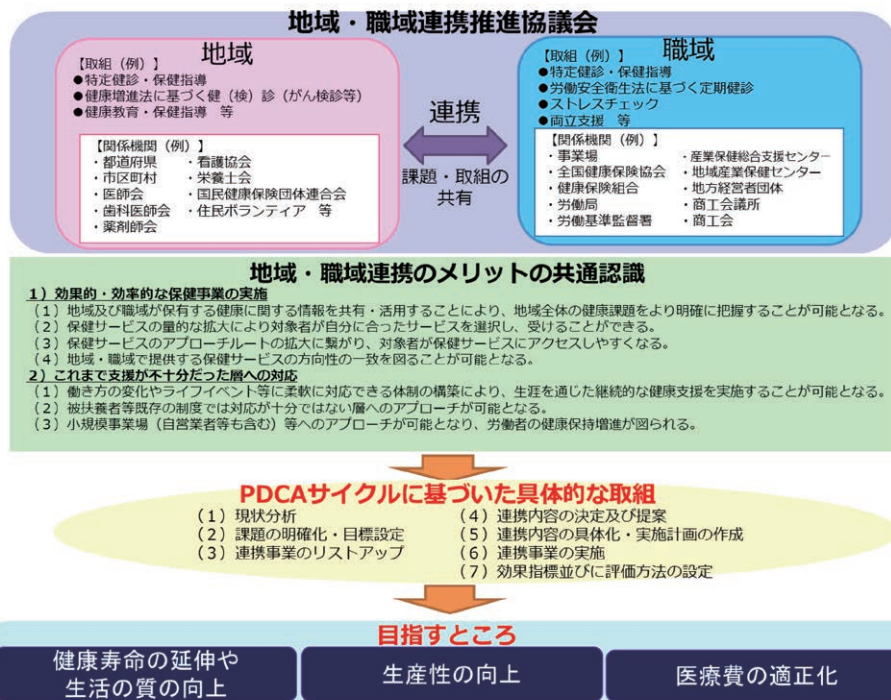 地域・職域連携推進協議会
地域
【取組（例）】
●特定健診・保健指導
●健康増進法に基づく健（検）診（がん検診等）
●健康教育・保健指導　等
【関係機関（例）】
・都道府県　・看護協会
・市区町村　・栄養士会
・医師会　・国民健康保険団体連合会
・歯科医師会　・住民ボランティア　等
・薬剤師会
連携
課題・取組の
共有
職域
【取組（例）】
●特定健診・保健指導
●労働安全衛生法に基づく定期健診
●ストレスチェック
●両立支援　等
【関係機関（例）】
・事業場　・産業保健総合支援センター
・全国健康保険協会　・地域産業保健センター
・健康保険組合　・地方経営者団体
・労働局　・商工会議所
・労働基準監督署　・商工会
地域・職域連携のメリットの共通認識
１）効果的・効率的な保健事業の実施
（１）地域及び職域が保有する健康に関する情報を共有・活用することにより、地域全体の健康課題をより明確に把握することが可能となる。
（２）保健サービスの量的な拡大により対象者が自分に合ったサービスを選択し、受けることができる。
（３）保健サービスのアプローチルートの拡大に繋がり、対象者が保健サービスにアクセスしやすくなる。
（４）地域・職域で提供する保健サービスの方向性の一致を図ることが可能となる。
２）これまで支援が不十分だった層への対応
（１）働き方の変化やライフイベント等に柔軟に対応できる体制の構築により、生涯を通じた継続的な健康支援を実施することが可能となる。
（２）被扶養者等既存の制度では対応が十分ではない層へのアプローチが可能となる。
（３）小規模事業場（自営業者等も含む）等へのアプローチが可能となり、労働者の健康保持増進が図られる。
PDCAサイクルに基づいた具体的な取組
（１）現状分析
（２）課題の明確化・目標設定
（３）連携事業のリストアップ
（４）連携内容の決定及び提案
（５）連携内容の具体化・実施計画の作成
（６）連携事業の実施
（７）効果指標並びに評価方法の設定
目指すところ
健康寿命の延伸や
生活の質の向上
生産性の向上
医療費の適正化